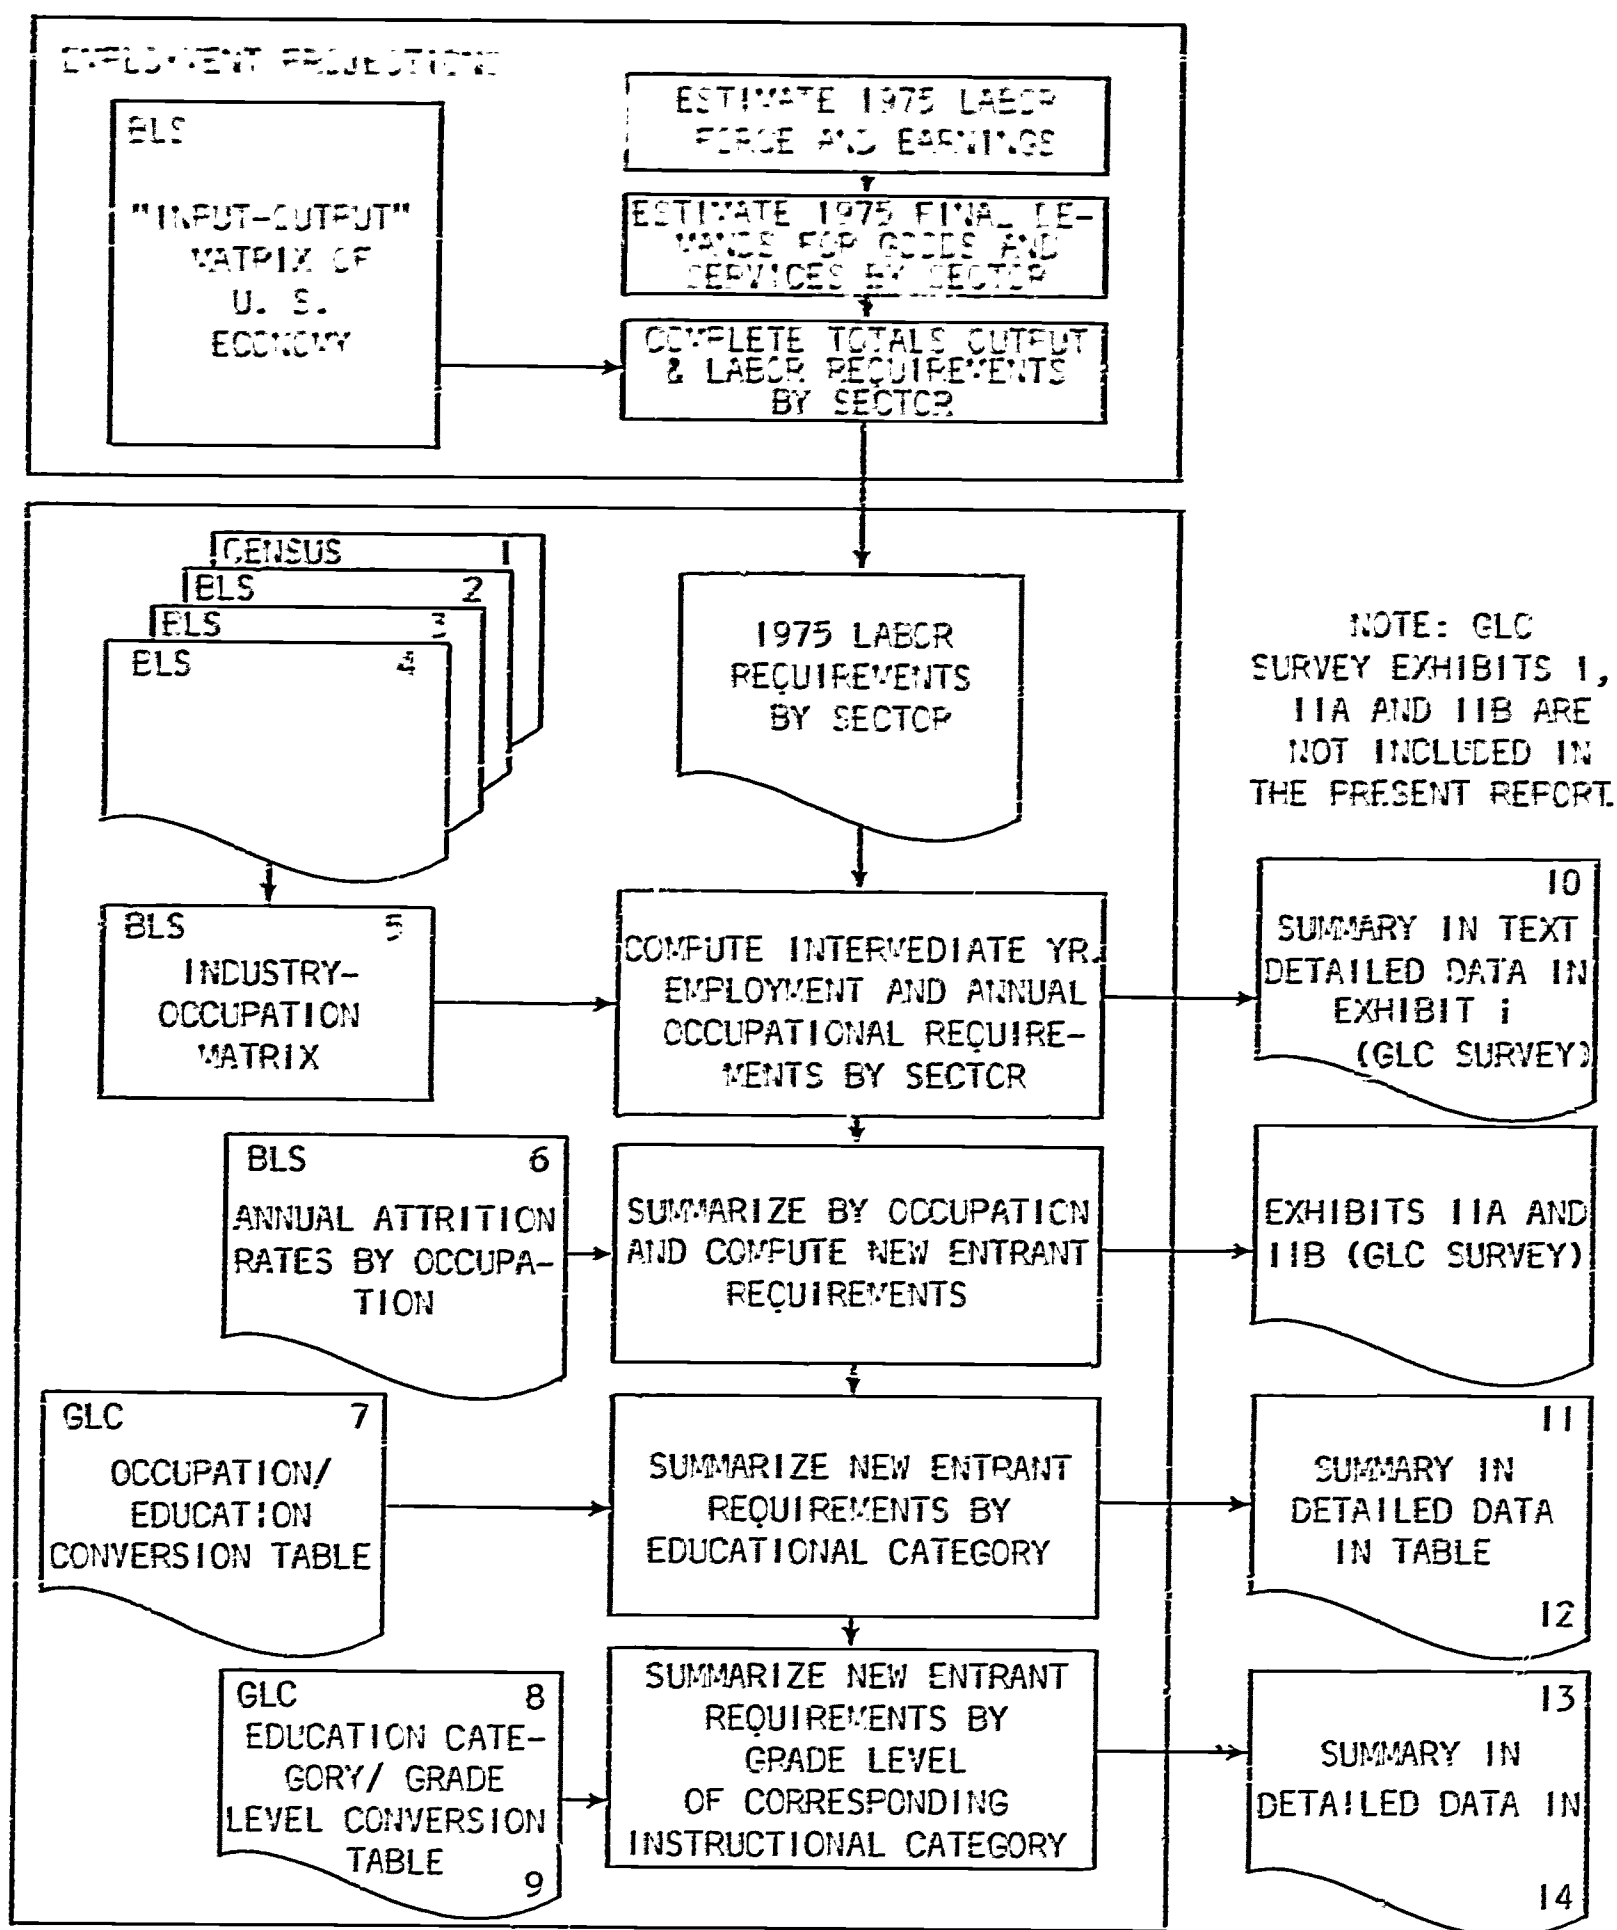 EMPLOYMENT PROJECTIONS
BLS
"INPUT-OUTPUT"
MATRIX OF
U. S.
ECONOMY
ESTIMATE 1975 LABOR
FORCE AND EARNINGS
ESTIMATE 1975 FINAL DE-
MANDS FOR GOODS AND
SERVICES BY SECTOR
COMPLETE TOTALS OUTPUT
& LABOR REQUIREMENTS
BY SECTOR
CENSUS 1
BLS 2
BLS 3
BLS 4
1975 LABOR
REQUIREMENTS
BY SECTOR
NOTE: GLC
SURVEY EXHIBITS I,
IIA AND IIB ARE
NOT INCLUDED IN
THE PRESENT REPORT.
BLS 5
INDUSTRY-
OCCUPATION
MATRIX
COMPUTE INTERMEDIATE YR.
EMPLOYMENT AND ANNUAL
OCCUPATIONAL REQUIRE-
MENTS BY SECTOR
10
SUMMARY IN TEXT
DETAILED DATA IN
EXHIBIT i
(GLC SURVEY)
BLS 6
ANNUAL ATTRITION
RATES BY OCCUPA-
TION
SUMMARIZE BY OCCUPATION
AND COMPUTE NEW ENTRANT
REQUIREMENTS
EXHIBITS IIA AND
IIB (GLC SURVEY)
GLC 7
OCCUPATION/
EDUCATION
CONVERSION TABLE
SUMMARIZE NEW ENTRANT
REQUIREMENTS BY
EDUCATIONAL CATEGORY
11
SUMMARY IN
DETAILED DATA
IN TABLE
12
GLC 8
EDUCATION CATE-
GORY/ GRADE
LEVEL CONVERSION
TABLE
9
SUMMARIZE NEW ENTRANT
REQUIREMENTS BY
GRADE LEVEL
OF CORRESPONDING
INSTRUCTIONAL CATEGORY
13
SUMMARY IN
DETAILED DATA IN
14